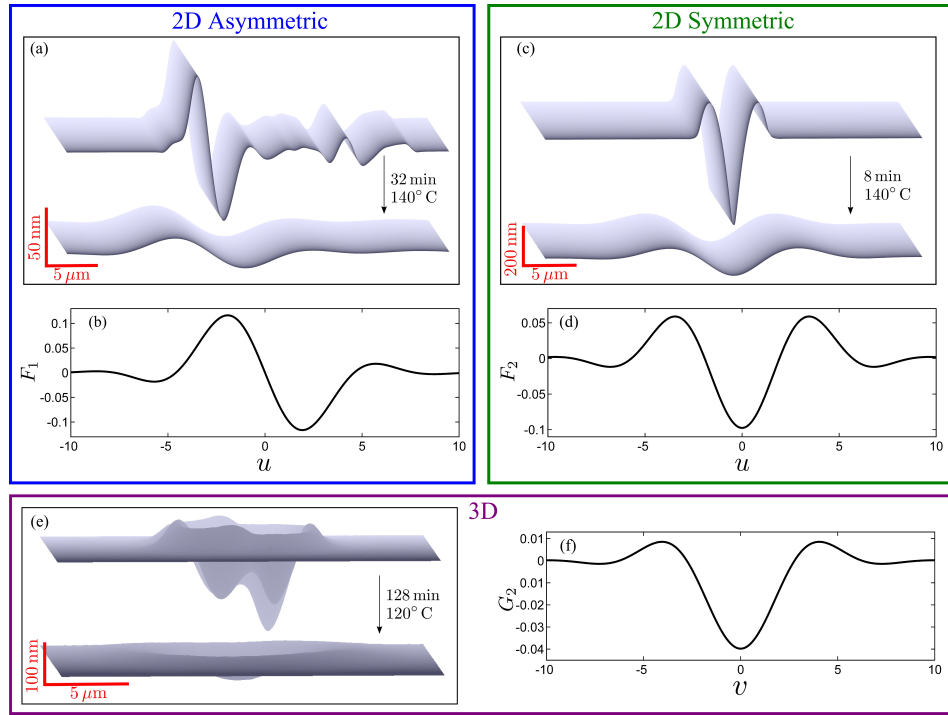 2D Asymmetric
(a)
32 min
140° C
50 nm
5 μm
(b)
0.1
0.05
0
-0.05
-0.1
F1
-10
-5
0
5
10
u
2D Symmetric
(c)
8 min
140° C
200 nm
5 μm
(d)
0.05
0
-0.05
-0.1
F2
-10
-5
0
5
10
u
3D
(e)
128 min
120° C
100 nm
5 μm
(f)
0.01
0
0.01
-0.02
-0.03
-0.04
G2
-10
-5
0
5
10
v